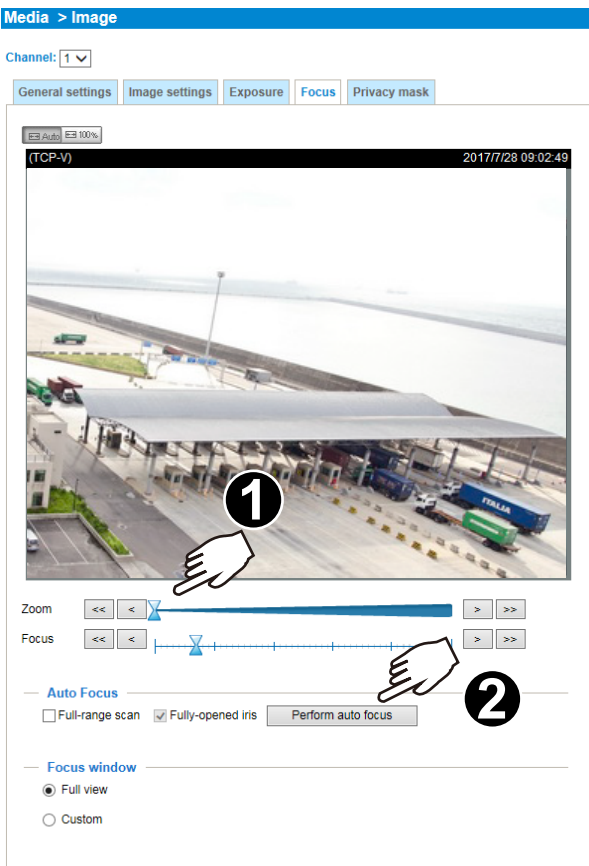 Media > Image
Channel: 1
General settings Image settings Exposure Focus Privacy mask
Auto 100%
(TCP-V) 2017/7/28 09:02:49
ITALIA
1
Zoom << < > >>
Focus << < > >>
2
Auto Focus
Full-range scan Fully-opened iris Perform auto focus
Focus window
Full view
Custom